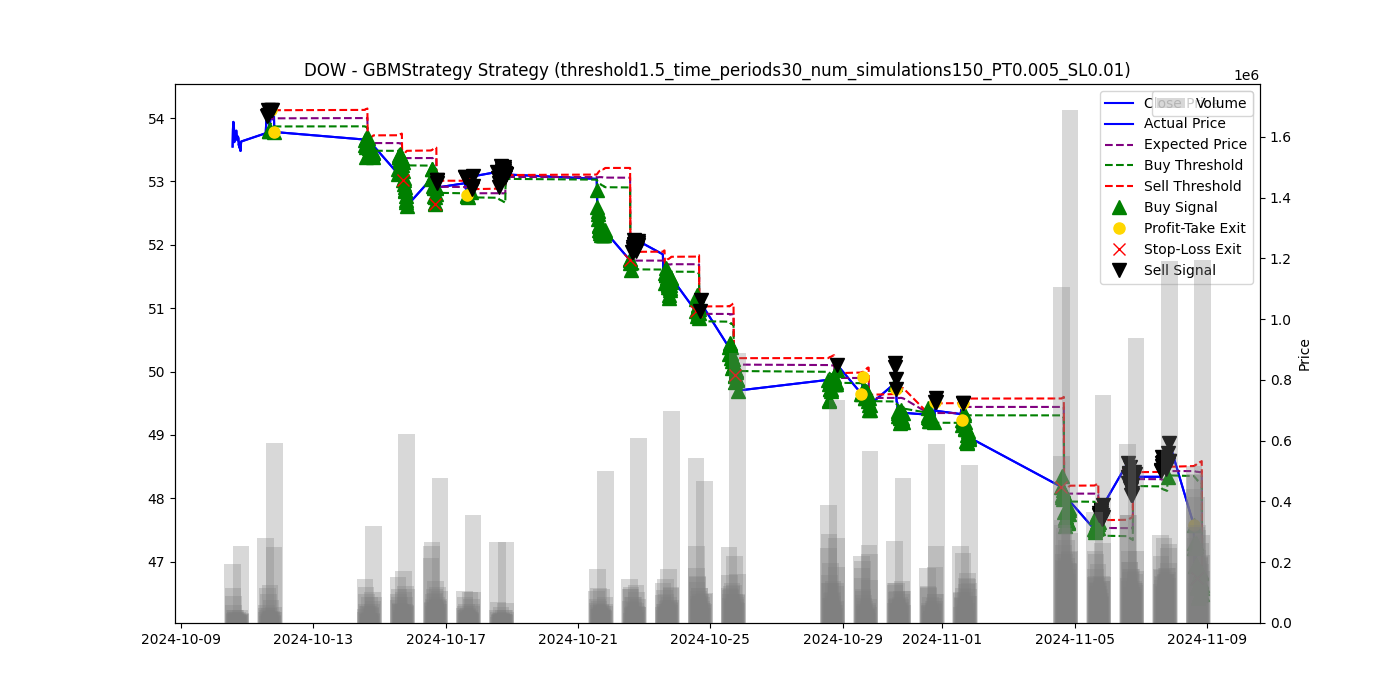 DOW - GBMStrategy Strategy (threshold1.5_time_periods30_num_simulations150_PT0.005_SL0.01)
1e6
54
53
52
51
50
49
48
47
1.6
1.4
1.2
1.0
0.8
0.6
0.4
0.2
0.0
Price
Volume
Actual Price
Expected Price
Buy Threshold
Sell Threshold
Buy Signal
Profit-Take Exit
Stop-Loss Exit
Sell Signal
2024-10-09
2024-10-13
2024-10-17
2024-10-21
2024-10-25
2024-10-29
2024-11-01
2024-11-05
2024-11-09